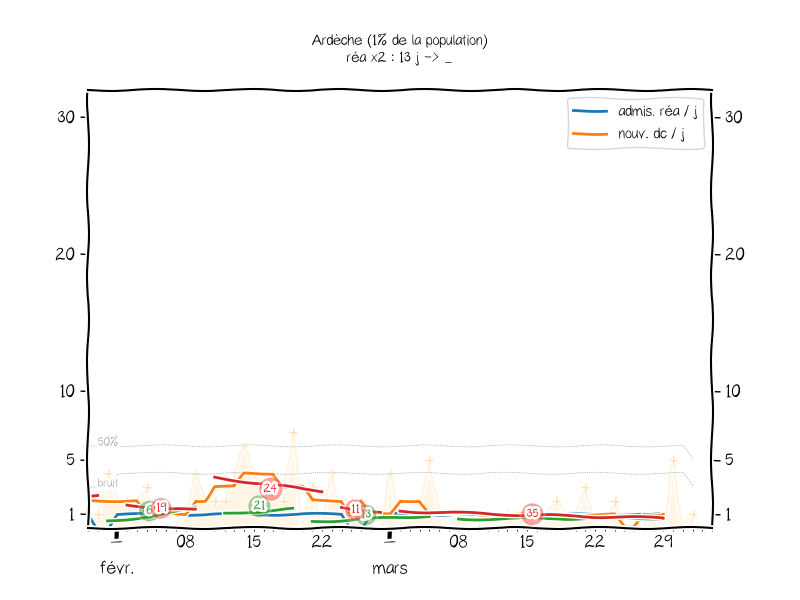 Ardèche (1% de la population)
réa x2 : 13 j -> _
admis. réa / j
nouv. dc / j
30 30
20 20
10 10
50%
5 5
bruit
24
21
6 19 11 3 35
1 1
1 08 15 22 1 08 15 22 29
févr. mars